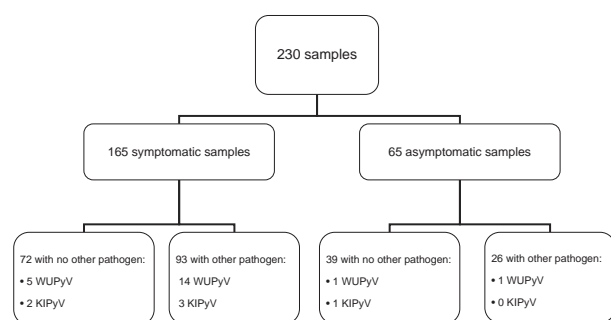 230 samples
165 symptomatic samples
65 asymptomatic samples
72 with no other pathogen:
• 5 WUPyV
• 2 KIPyV
93 with other pathogen:
14 WUPyV
3 KIPyV
39 with no other pathogen:
• 1 WUPyV
• 1 KIPyV
26 with other pathogen:
• 1 WUPyV
• 0 KIPyV